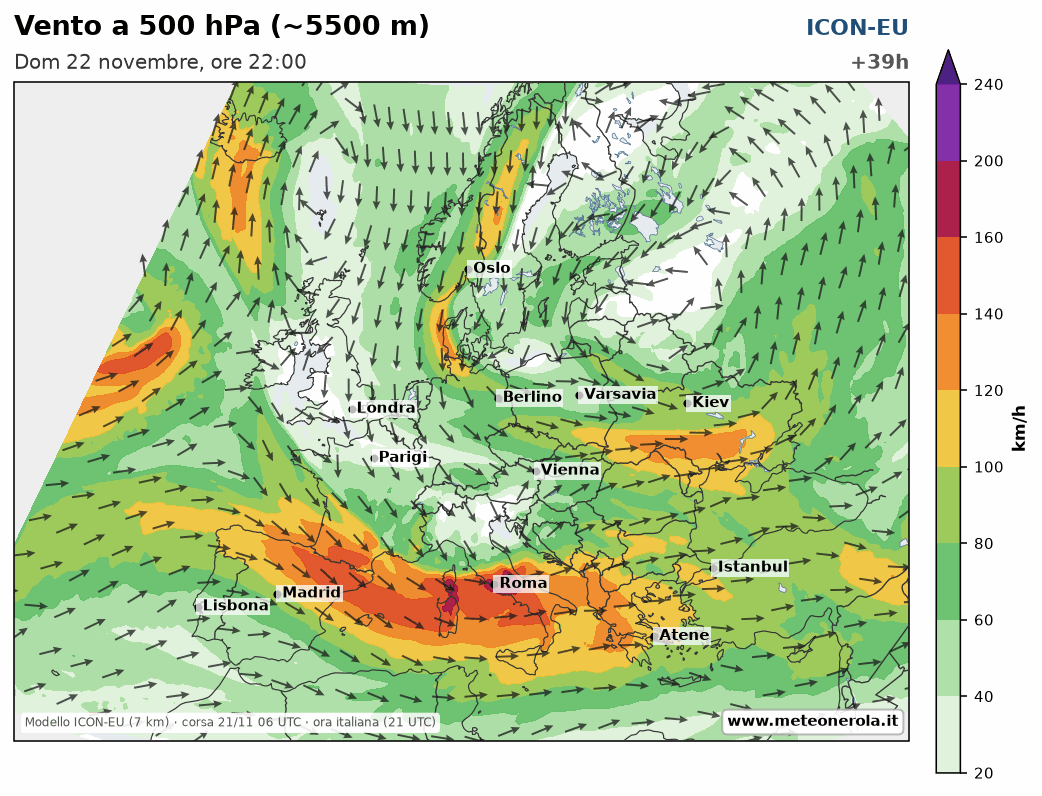 Vento a 500 hPa (~5500 m)
ICON-EU
Dom 22 novembre, ore 22:00
+39h
240
200
160
140
120
100
80
60
40
20
km/h
Oslo
Londra
Berlino
Varsavia
Kiev
Parigi
Vienna
Istanbul
Roma
Madrid
Lisbona
Atene
Modello ICON-EU (7 km) · corsa 21/11 06 UTC · ora italiana (21 UTC)
www.meteonerola.it